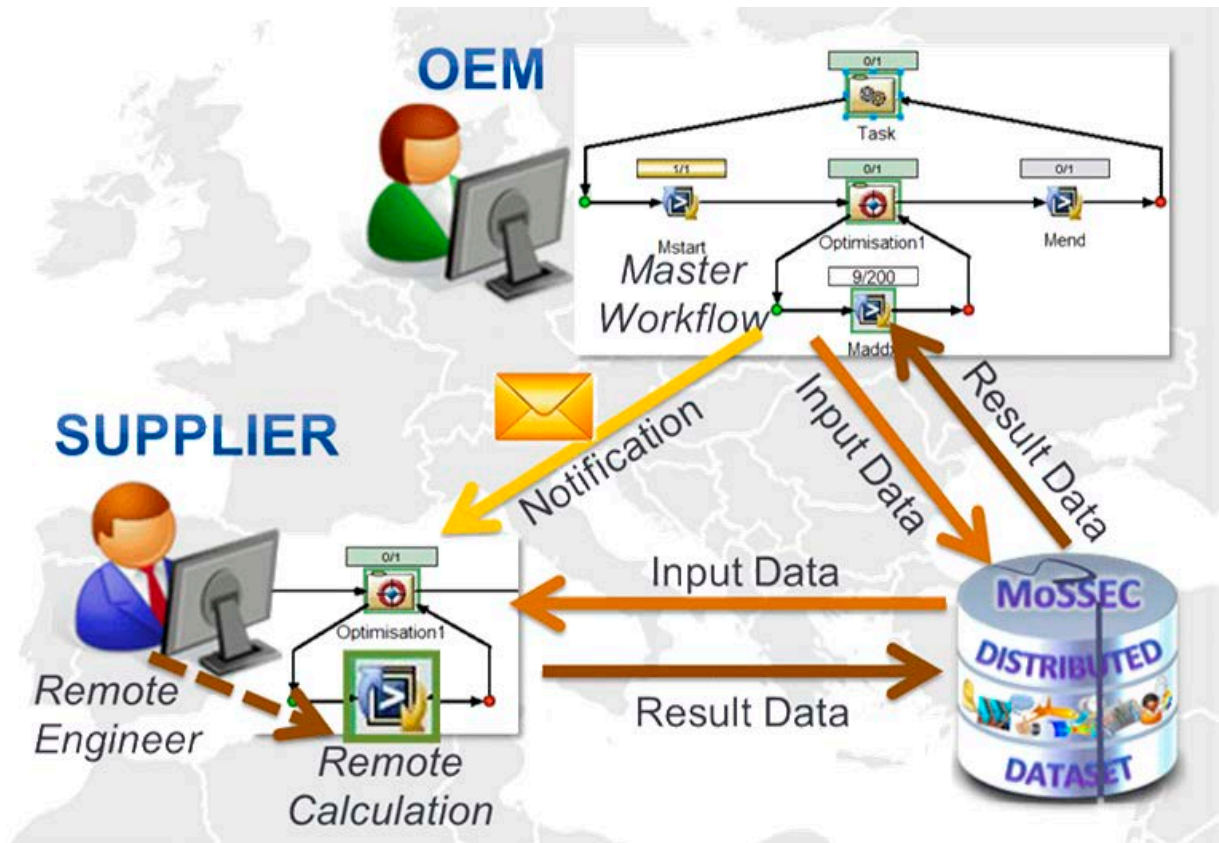 OEM
0/1
Task
1/1
0/1
0/1
Mstart
Optimisation1
Mend
Master
Workflow
9/200
Notification
Input Data
Result Data
SUPPLIER
0/1
Optimisation1
Remote
Engineer
Remote
Calculation
Input Data
Result Data
MoSSEC
DISTRIBUTED
DATASET